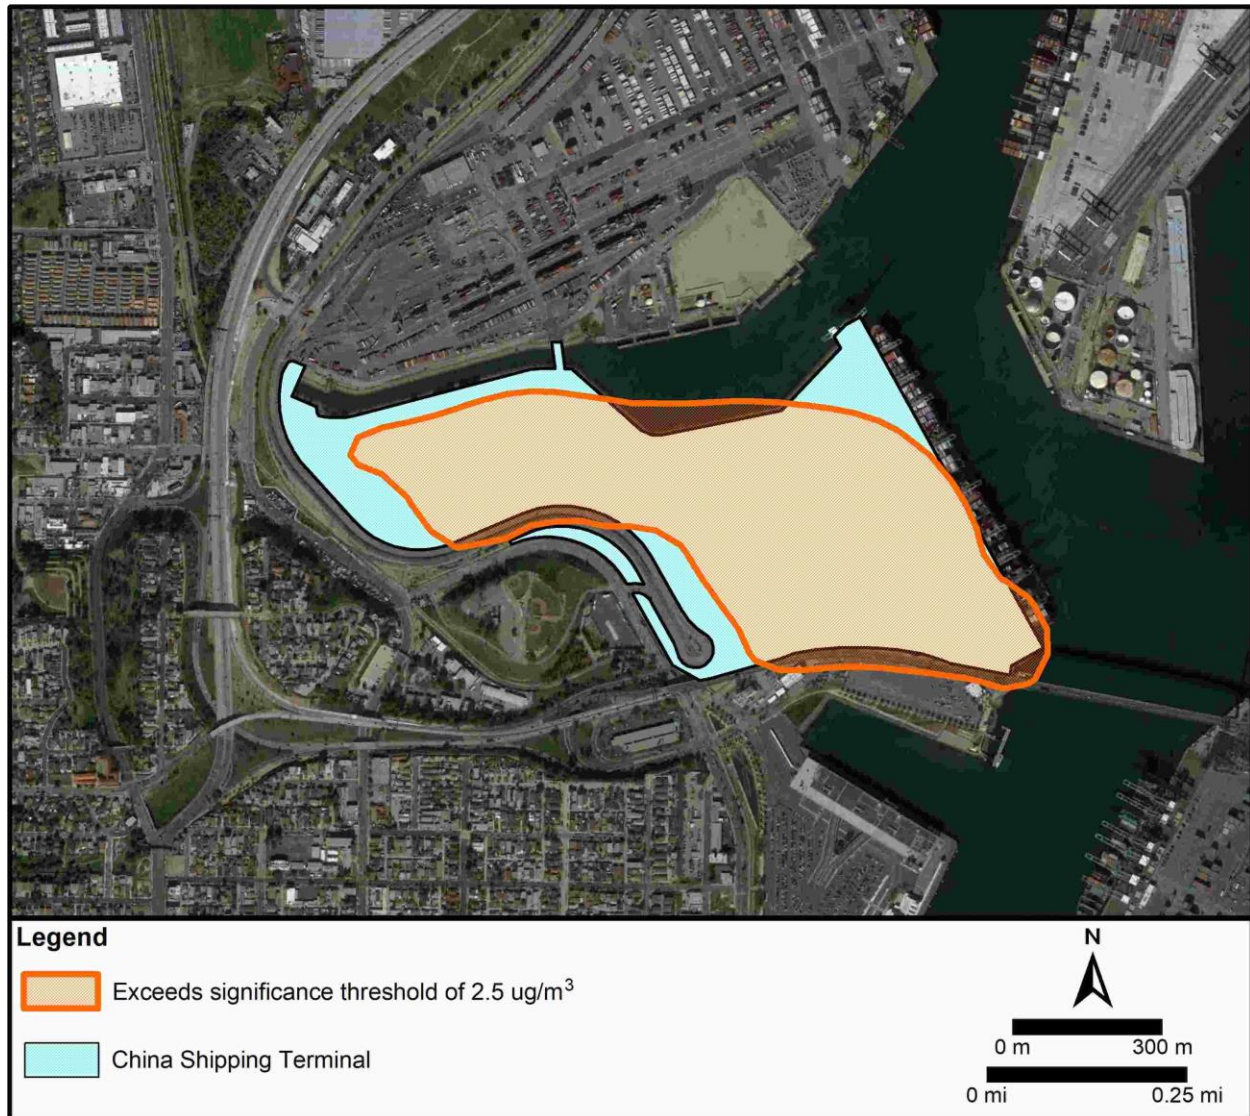 Legend
Exceeds significance threshold of 2.5 ug/m³
China Shipping Terminal
N
0 m 300 m
0 mi 0.25 mi